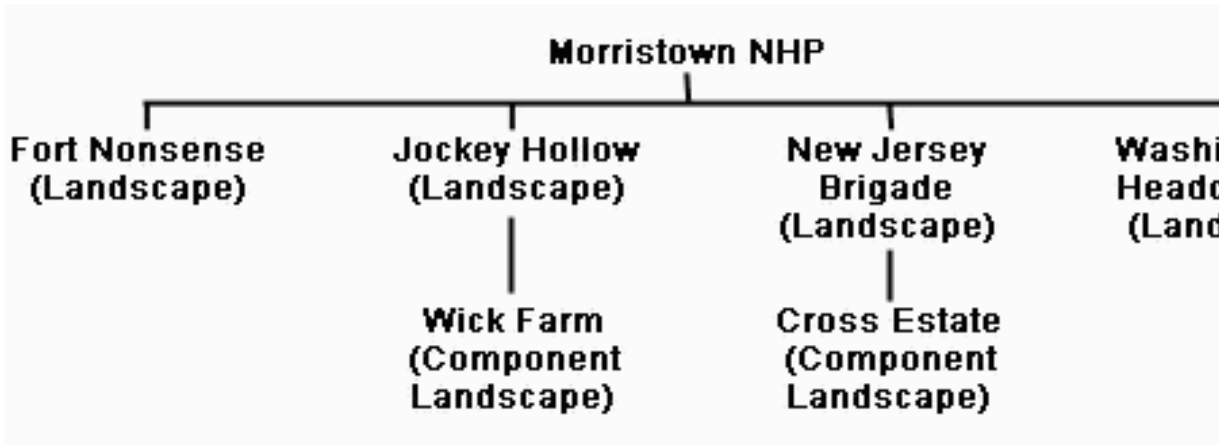 Morristown NHP
Fort Nonsense
(Landscape)
Jockey Hollow
(Landscape)
New Jersey
Brigade
(Landscape)
Wick Farm
(Component
Landscape)
Cross Estate
(Component
Landscape)